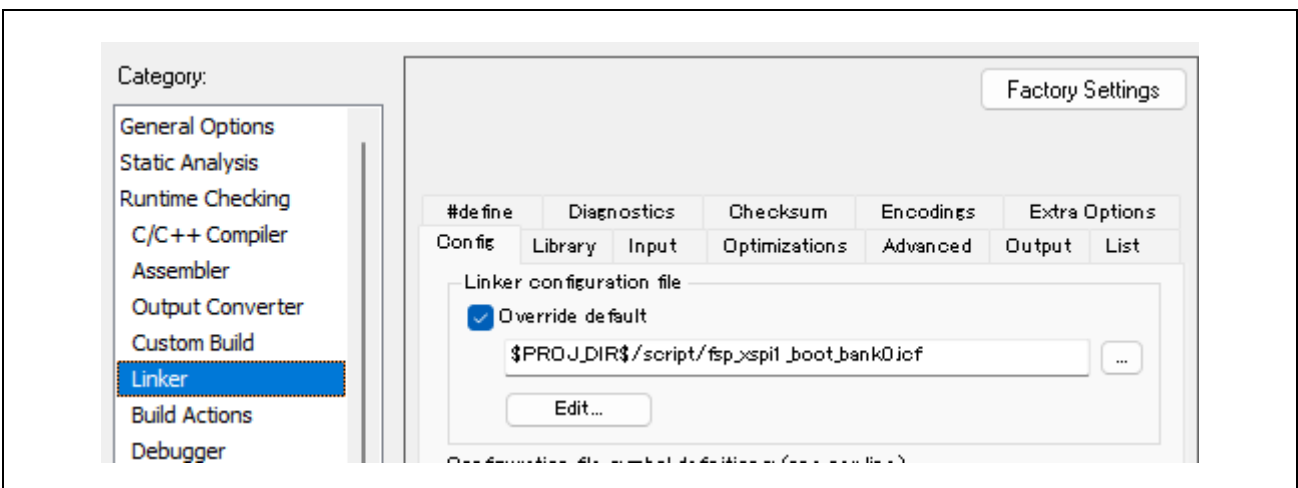 Category:
Factory Settings
General Options
Static Analysis
Runtime Checking
C/C++ Compiler
Assembler
Output Converter
Custom Build
Linker
Build Actions
Debugger
#define Diagnostics Checksum Encodings Extra Options
Config Library Input Optimizations Advanced Output List
Linker configuration file
Override default
$PROJ_DIR$/script/fsp_xspi1_boot_bank0.icf
...
Edit...